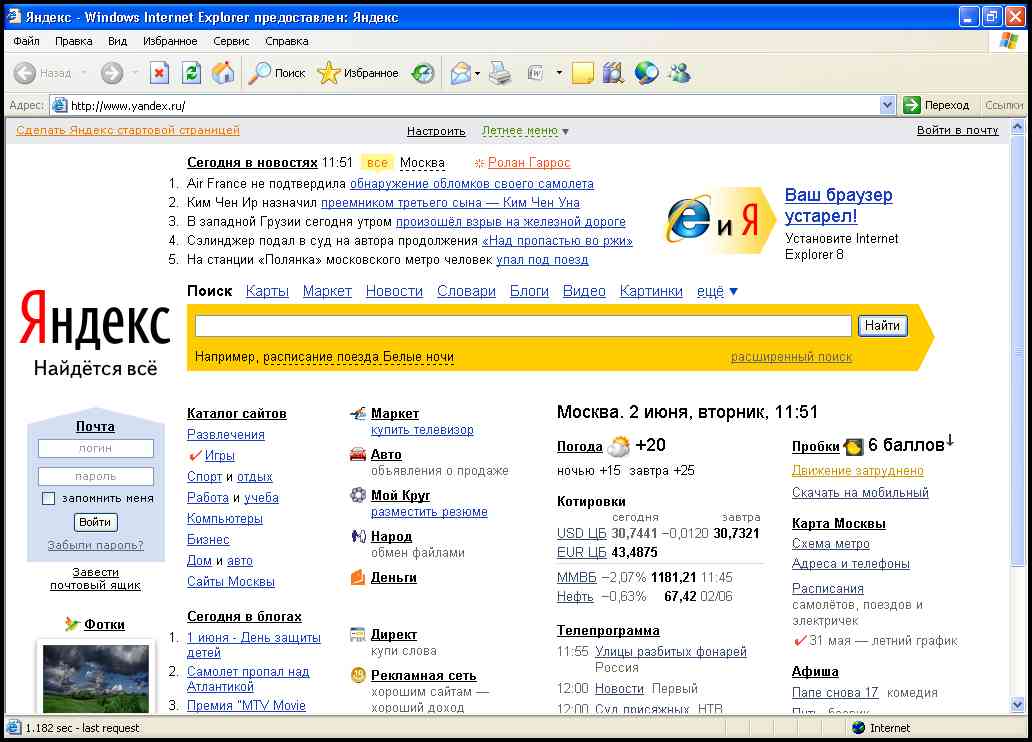 Яндекс - Windows Internet Explorer предоставлен: Яндекс
Файл Правка Вид Избранное Сервис Справка
Назад Поиск Избранное
Адрес: http://www.yandex.ru/ Переход Ссылки
Сделать Яндекс стартовой страницей Настроить Летнее меню ▼ Войти в почту
Сегодня в новостях 11:51 все Москва Ролан Гаррос
1. Air France не подтвердила обнаружение обломков своего самолета
2. Ким Чен Ир назначил преемником третьего сына — Ким Чен Уна
3. В западной Грузии сегодня утром произошёл взрыв на железной дороге
4. Сэлинджер подал в суд на автора продолжения «Над пропастью во ржи»
5. На станции «Полянка» московского метро человек упал под поезд
e и Я
Ваш браузер
устарел!
Установите Internet
Explorer 8
Поиск Карты Маркет Новости Словари Блоги Видео Картинки ещё ▼
Яндекс
Найдётся всё
Найти
Например, расписание поезда Белые ночи расширенный поиск
Почта
логин
пароль
запомнить меня
Войти
Забыли пароль?
Завести
почтовый ящик
Фотки
Каталог сайтов
Развлечения
Игры
Спорт и отдых
Работа и учеба
Компьютеры
Бизнес
Дом и авто
Сайты Москвы
Сегодня в блогах
1. 1 июня - День защиты
детей
2. Самолет пропал над
Атлантикой
3. Премия "MTV Movie
Маркет
купить телевизор
Авто
объявления о продаже
Мой Круг
разместить резюме
Народ
обмен файлами
Деньги
Директ
купи слова
Рекламная сеть
хорошим сайтам —
хороший доход
Москва. 2 июня, вторник, 11:51
Погода +20
ночью +15 завтра +25
Котировки
сегодня завтра
USD ЦБ 30,7441 −0,0120 30,7321
EUR ЦБ 43,4875
ММВБ −2,07% 1181,21 11:45
Нефть −0,63% 67,42 02/06
Телепрограмма
11:55 Улицы разбитых фонарей
Россия
12:00 Новости Первый
12:00 Суд присяжных НТВ
Пробки 6 баллов↓
Движение затруднено
Скачать на мобильный
Карта Москвы
Схема метро
Адреса и телефоны
Расписания
самолётов, поездов и
электричек
31 мая — летний график
Афиша
Папе снова 17 комедия
Путь боевик
1.182 sec - last request Internet